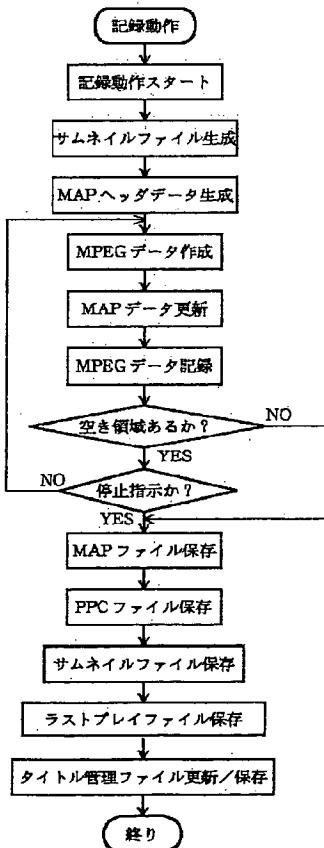 記録動作
記録動作スタート
サムネイルファイル生成
MAPヘッダデータ生成
MPEGデータ作成
MAPデータ更新
MPEGデータ記録
空き領域あるか?
NO
YES
NO
停止指示か?
YES
MAPファイル保存
PPCファイル保存
サムネイルファイル保存
ラストプレイファイル保存
タイトル管理ファイル更新/保存
終り